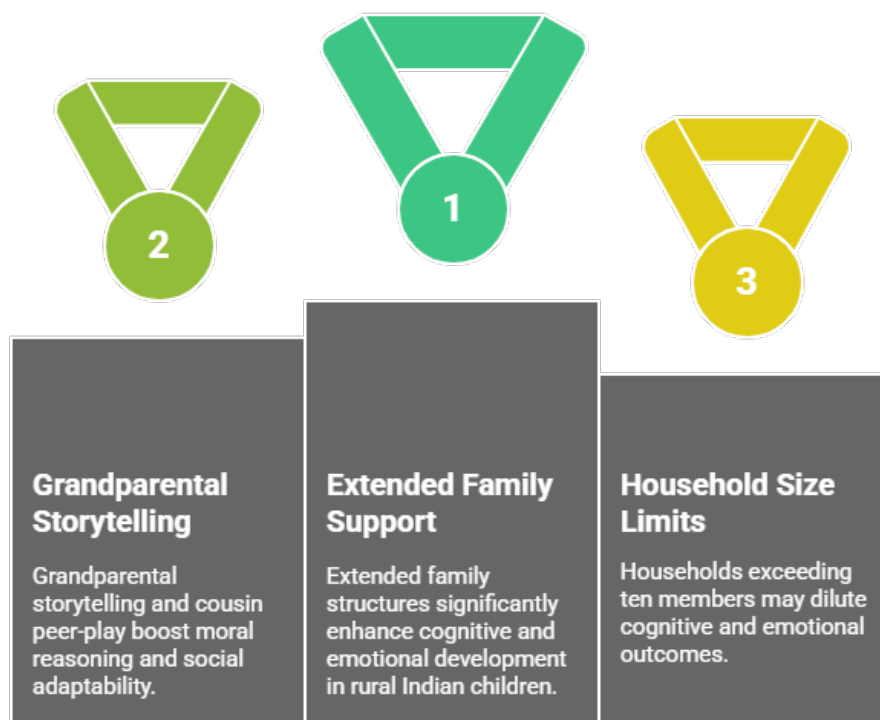 2
1
3
Grandparental
Storytelling
Grandparental
storytelling and cousin
peer-play boost moral
reasoning and social
adaptability.
Extended Family
Support
Extended family
structures significantly
enhance cognitive and
emotional development
in rural Indian children.
Household Size
Limits
Households exceeding
ten members may dilute
cognitive and emotional
outcomes.